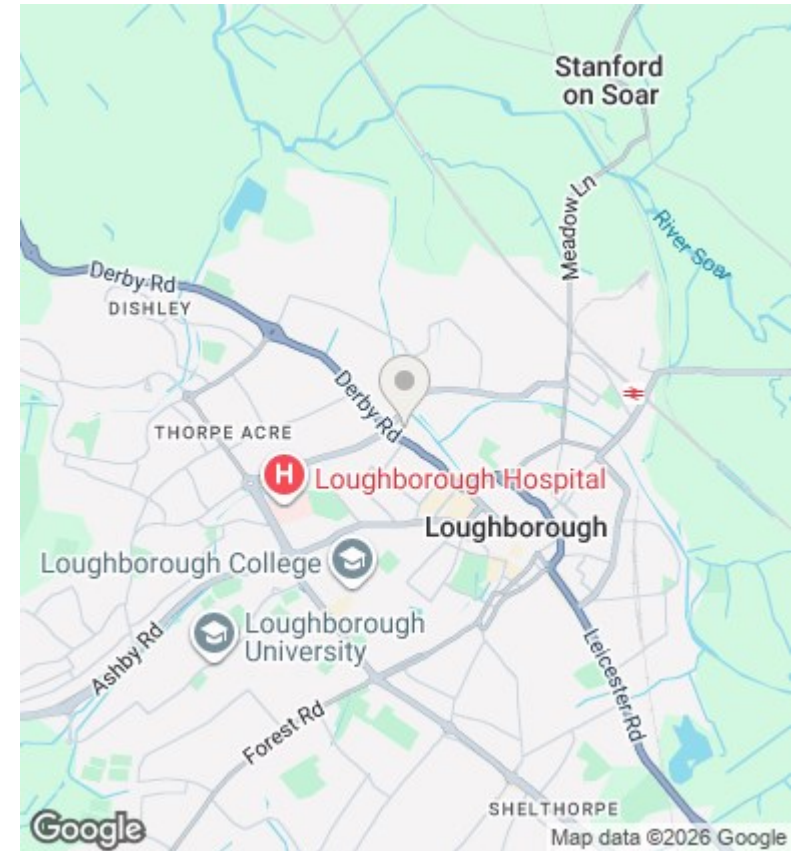 Stanford
on Soar
Meadow Ln
River Soar
Derby Rd
DISHLEY
Derby Rd
THORPE ACRE
H
Loughborough Hospital
Loughborough
Loughborough College
Loughborough
University
Ashby Rd
Forest Rd
Leicester Rd
SHELTHORPE
Google
Map data ©2026 Google